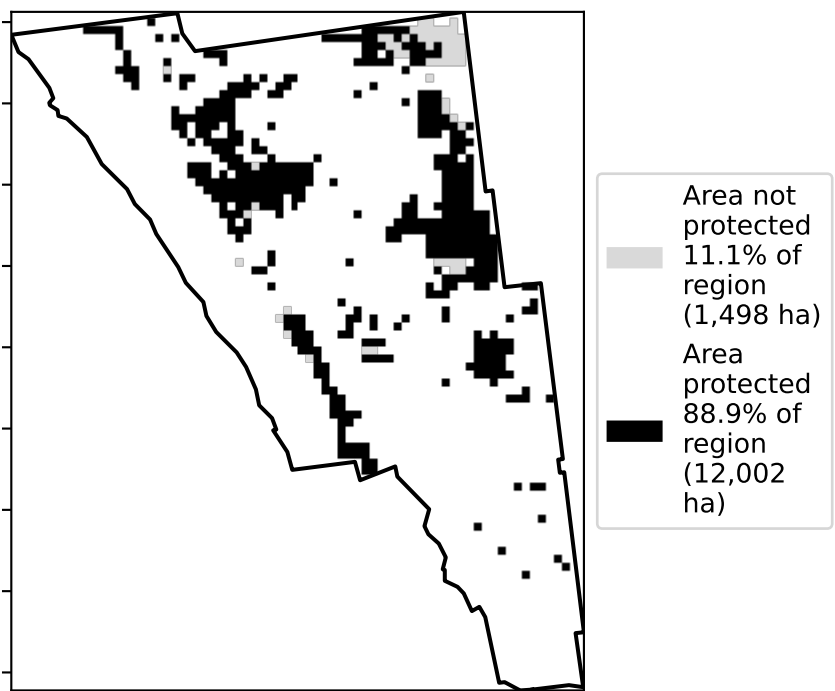 Area not
protected
11.1% of
region
(1,498 ha)
Area
protected
88.9% of
region
(12,002
ha)